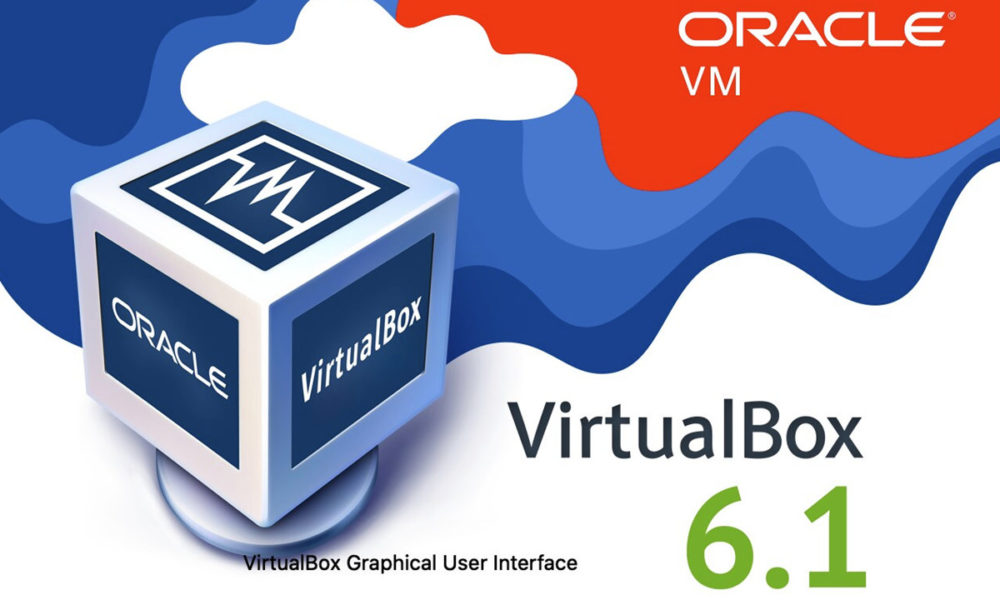 ORACLE®
VM
ORACLE
VirtualBox
VirtualBox
6.1
VirtualBox Graphical User Interface